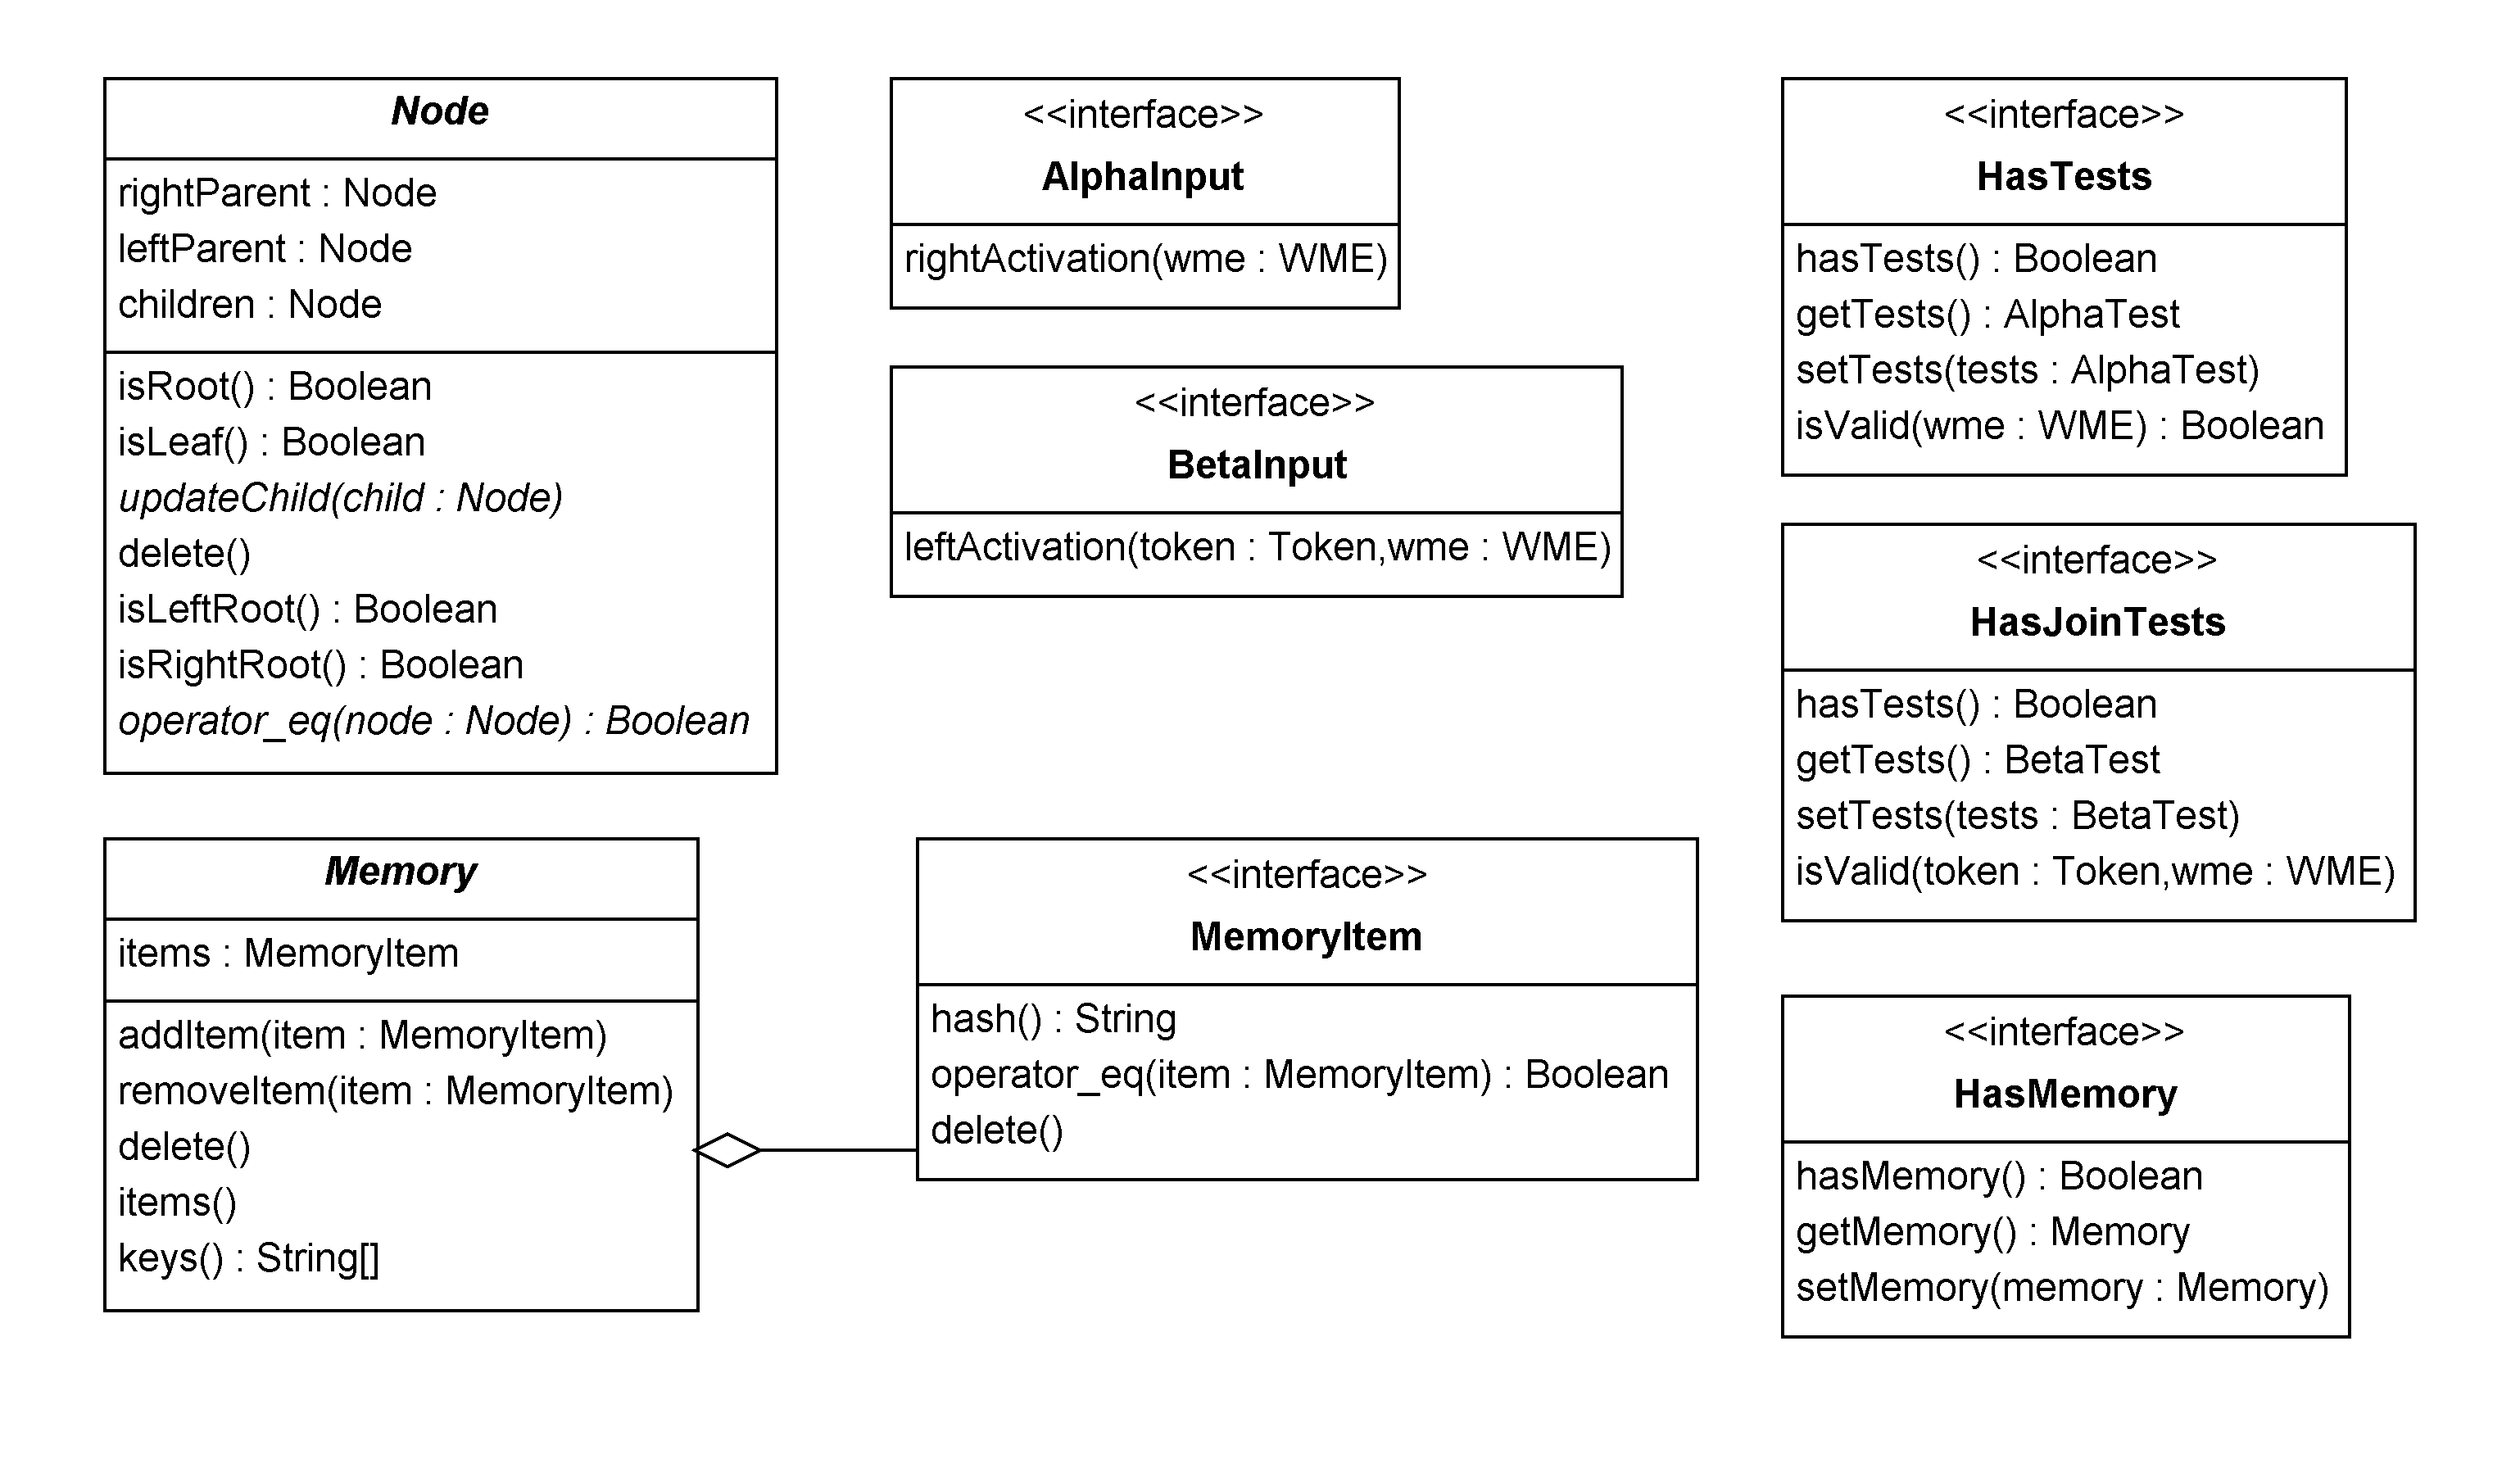 Node
rightParent : Node
leftParent : Node
children : Node
isRoot() : Boolean
isLeaf() : Boolean
updateChild(child : Node)
delete()
isLeftRoot() : Boolean
isRightRoot() : Boolean
operator_eq(node : Node) : Boolean
<<interface>>
AlphaInput
rightActivation(wme : WME)
<<interface>>
BetaInput
leftActivation(token : Token,wme : WME)
<<interface>>
HasTests
hasTests() : Boolean
getTests() : AlphaTest
setTests(tests : AlphaTest)
isValid(wme : WME) : Boolean
<<interface>>
HasJoinTests
hasTests() : Boolean
getTests() : BetaTest
setTests(tests : BetaTest)
isValid(token : Token,wme : WME)
Memory
items : MemoryItem
addItem(item : MemoryItem)
removeItem(item : MemoryItem)
delete()
items()
keys() : String[]
<<interface>>
MemoryItem
hash() : String
operator_eq(item : MemoryItem) : Boolean
delete()
<<interface>>
HasMemory
hasMemory() : Boolean
getMemory() : Memory
setMemory(memory : Memory)